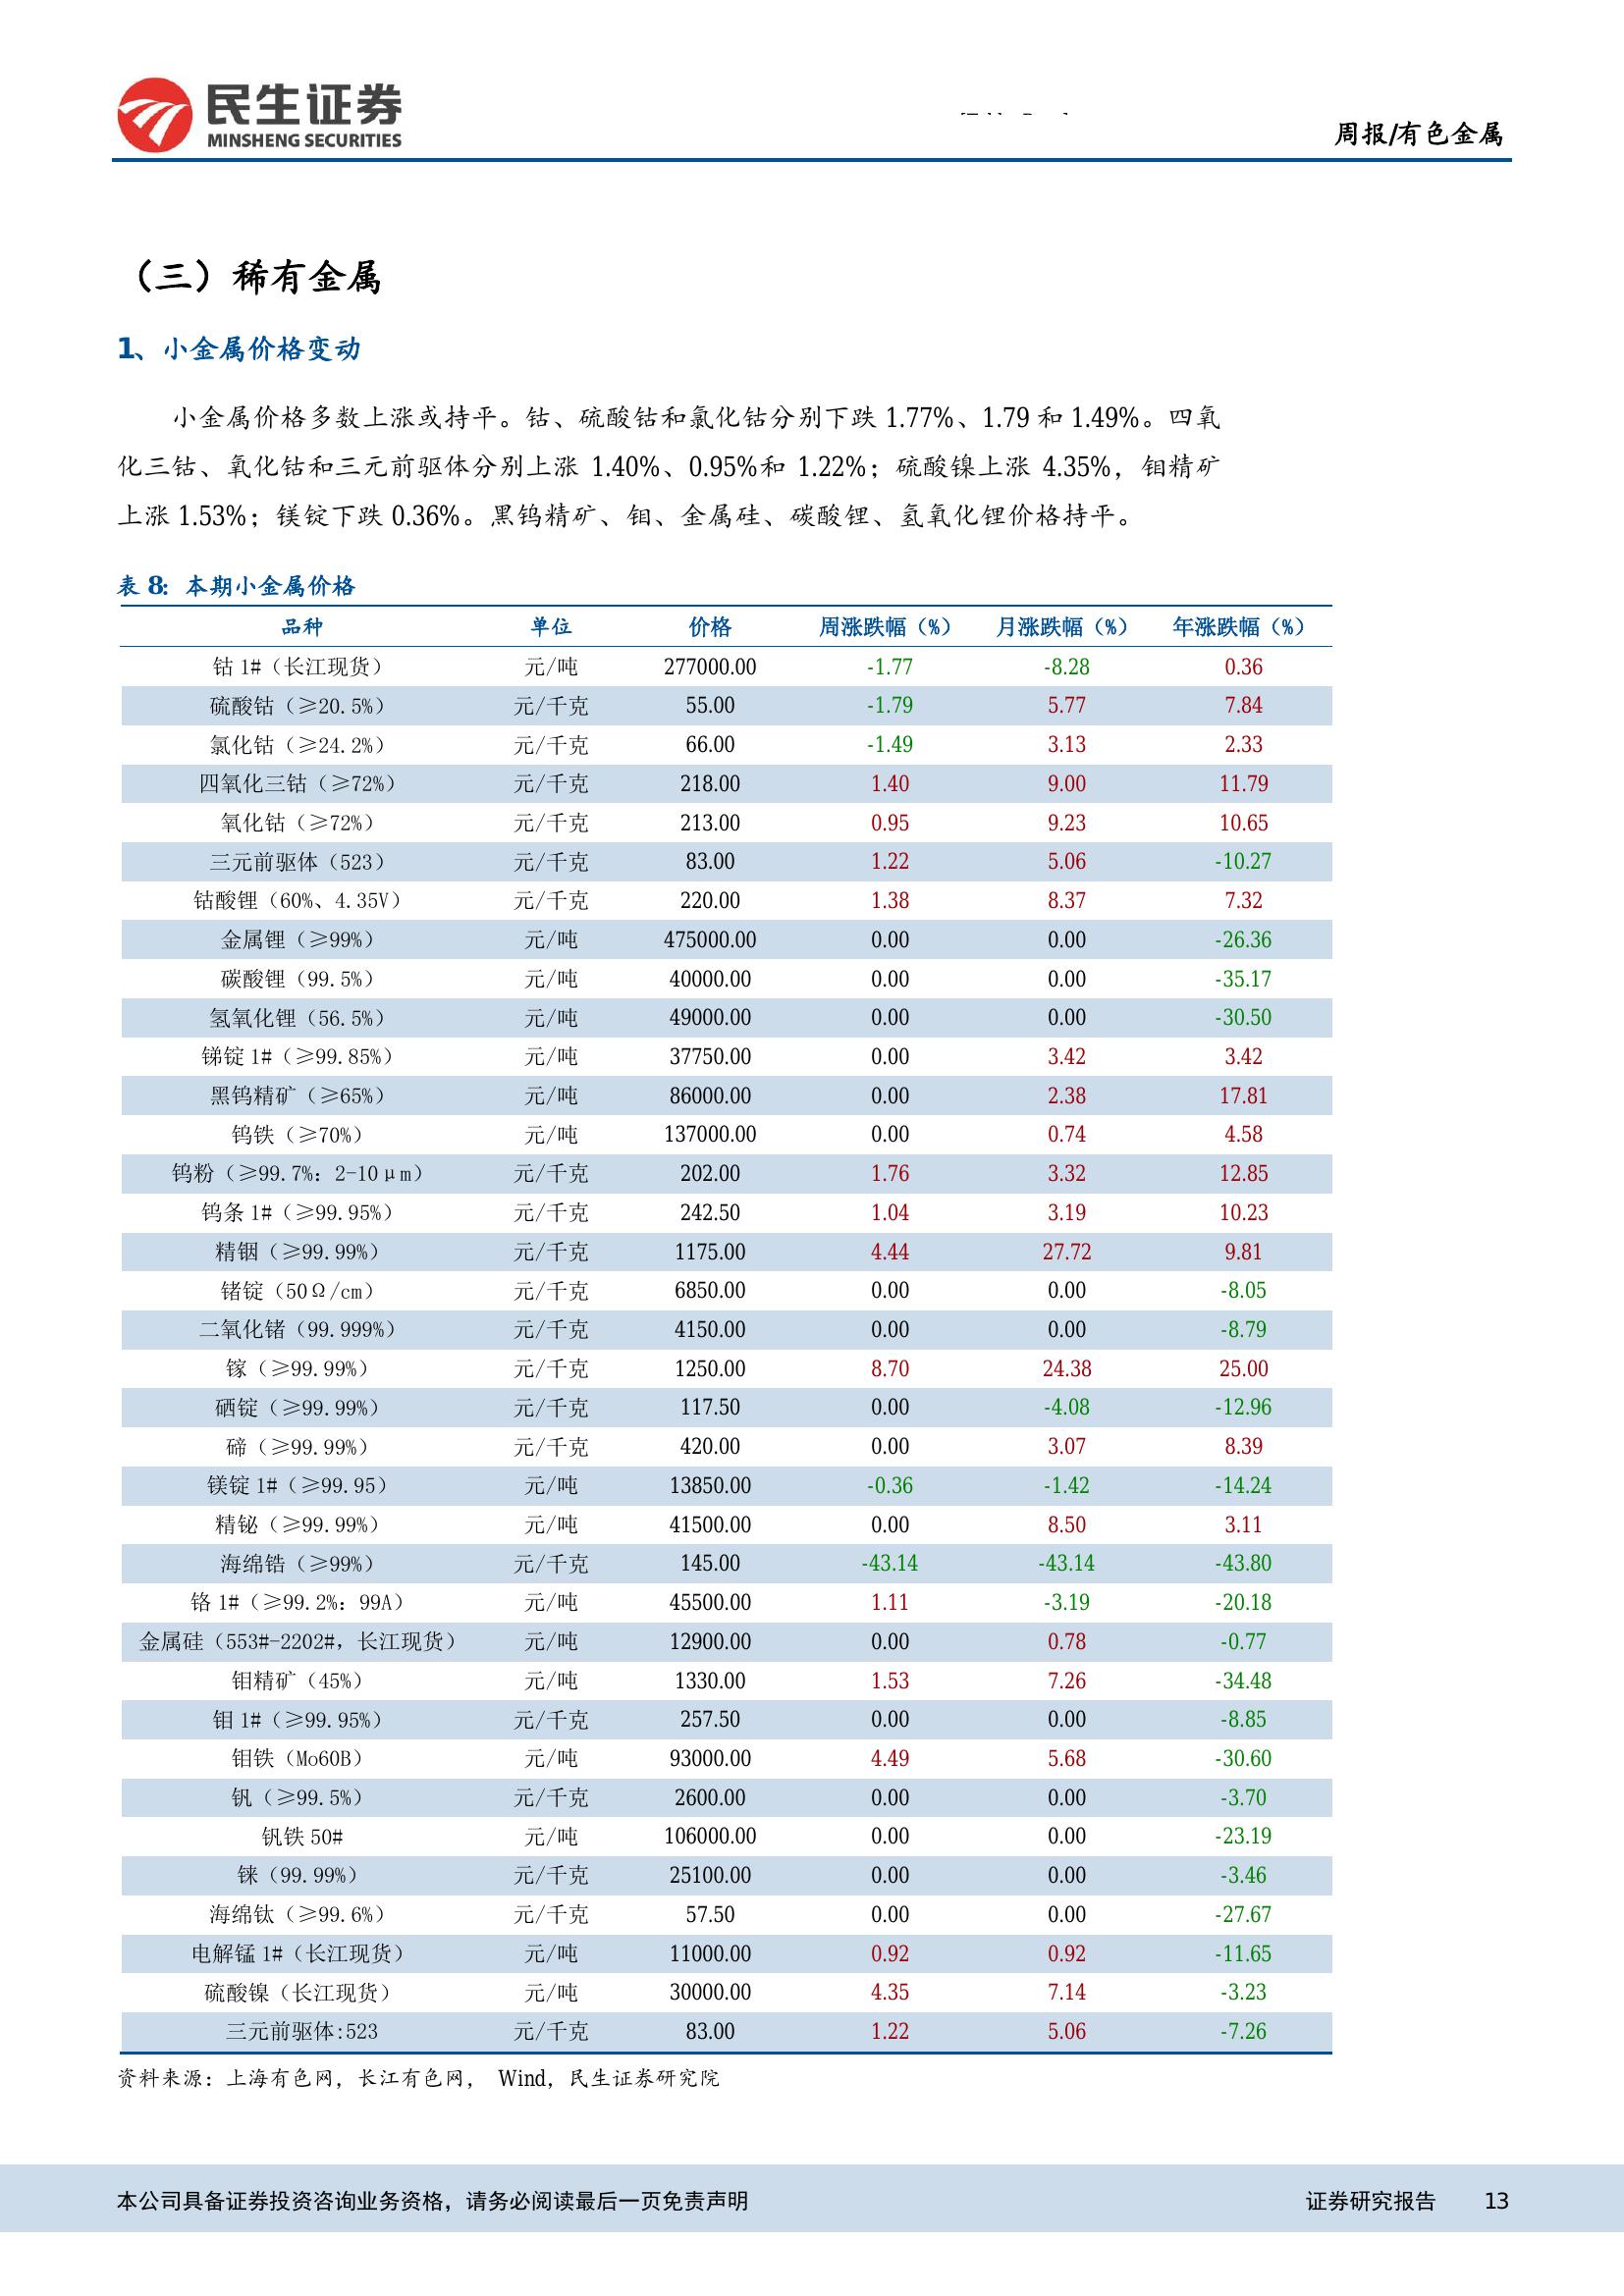 民生证券
MINSHENG SECURITIES
周报/有色金属
（三）稀有金属
1、小金属价格变动
小金属价格多数上涨或持平。钴、硫酸钴和氯化钴分别下跌 1.77%、1.79 和 1.49%。四氧
化三钴、氧化钴和三元前驱体分别上涨 1.40%、0.95%和 1.22%；硫酸镍上涨 4.35%，钼精矿
上涨 1.53%；镁锭下跌 0.36%。黑钨精矿、钼、金属硅、碳酸锂、氢氧化锂价格持平。
表 8：本期小金属价格
品种 单位 价格 周涨跌幅（%） 月涨跌幅（%） 年涨跌幅（%）
钴 1#（长江现货） 元/吨 277000.00 -1.77 -8.28 0.36
硫酸钴（≥20.5%） 元/千克 55.00 -1.79 5.77 7.84
氯化钴（≥24.2%） 元/千克 66.00 -1.49 3.13 2.33
四氧化三钴（≥72%） 元/千克 218.00 1.40 9.00 11.79
氧化钴（≥72%） 元/千克 213.00 0.95 9.23 10.65
三元前驱体（523） 元/千克 83.00 1.22 5.06 -10.27
钴酸锂（60%、4.35V） 元/千克 220.00 1.38 8.37 7.32
金属锂（≥99%） 元/吨 475000.00 0.00 0.00 -26.36
碳酸锂（99.5%） 元/吨 40000.00 0.00 0.00 -35.17
氢氧化锂（56.5%） 元/吨 49000.00 0.00 0.00 -30.50
锑锭 1#（≥99.85%） 元/吨 37750.00 0.00 3.42 3.42
黑钨精矿（≥65%） 元/吨 86000.00 0.00 2.38 17.81
钨铁（≥70%） 元/吨 137000.00 0.00 0.74 4.58
钨粉（≥99.7%：2-10μm） 元/千克 202.00 1.76 3.32 12.85
钨条 1#（≥99.95%） 元/千克 242.50 1.04 3.19 10.23
精铟（≥99.99%） 元/千克 1175.00 4.44 27.72 9.81
锗锭（50Ω/cm） 元/千克 6850.00 0.00 0.00 -8.05
二氧化锗（99.999%） 元/千克 4150.00 0.00 0.00 -8.79
镓（≥99.99%） 元/千克 1250.00 8.70 24.38 25.00
硒锭（≥99.99%） 元/千克 117.50 0.00 -4.08 -12.96
碲（≥99.99%） 元/千克 420.00 0.00 3.07 8.39
镁锭 1#（≥99.95） 元/吨 13850.00 -0.36 -1.42 -14.24
精铋（≥99.99%） 元/吨 41500.00 0.00 8.50 3.11
海绵锆（≥99%） 元/千克 145.00 -43.14 -43.14 -43.80
铬 1#（≥99.2%：99A） 元/吨 45500.00 1.11 -3.19 -20.18
金属硅（553#-2202#，长江现货） 元/吨 12900.00 0.00 0.78 -0.77
钼精矿（45%） 元/吨 1330.00 1.53 7.26 -34.48
钼 1#（≥99.95%） 元/千克 257.50 0.00 0.00 -8.85
钼铁（Mo60B） 元/吨 93000.00 4.49 5.68 -30.60
钒（≥99.5%） 元/千克 2600.00 0.00 0.00 -3.70
钒铁 50# 元/吨 106000.00 0.00 0.00 -23.19
铼（99.99%） 元/千克 25100.00 0.00 0.00 -3.46
海绵钛（≥99.6%） 元/千克 57.50 0.00 0.00 -27.67
电解锰 1#（长江现货） 元/吨 11000.00 0.92 0.92 -11.65
硫酸镍（长江现货） 元/吨 30000.00 4.35 7.14 -3.23
三元前驱体:523 元/千克 83.00 1.22 5.06 -7.26
资料来源：上海有色网，长江有色网， Wind，民生证券研究院
本公司具备证券投资咨询业务资格，请务必阅读最后一页免责声明 证券研究报告 13